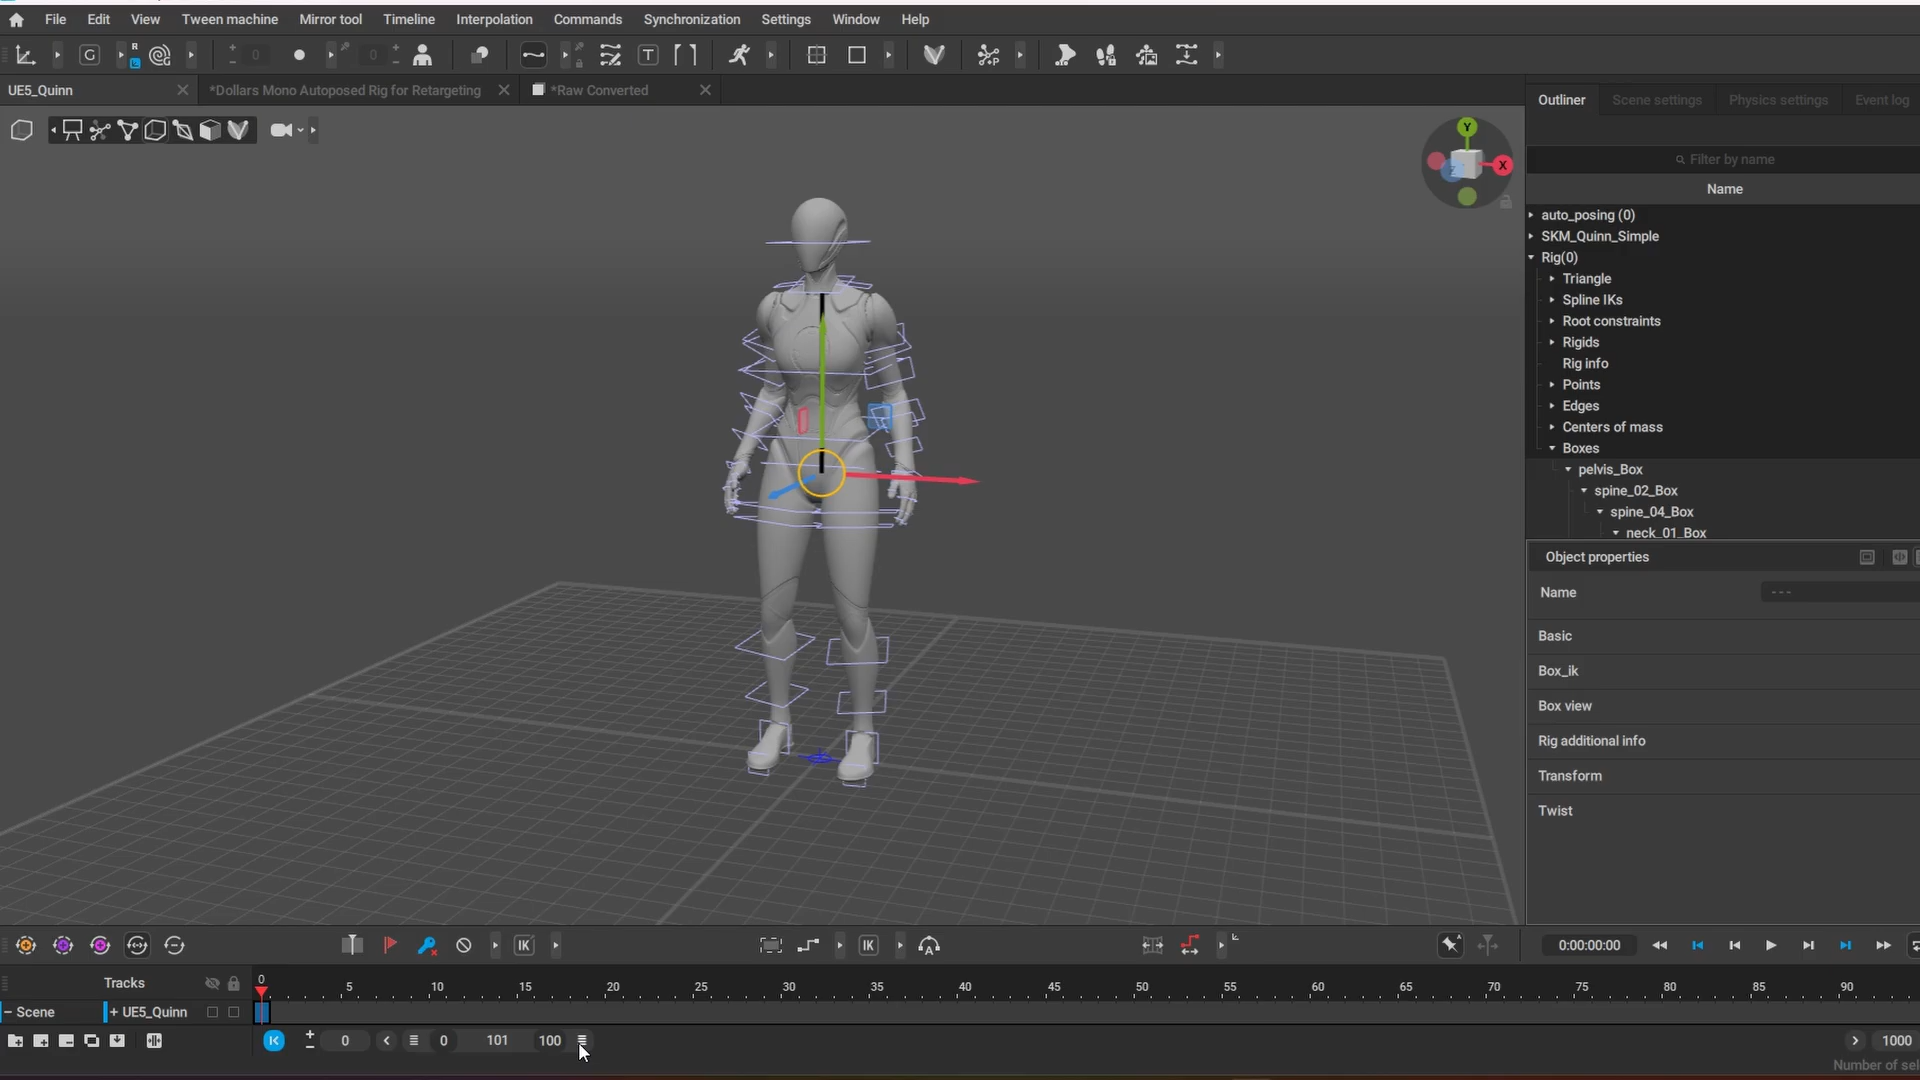 File Edit View Tween machine Mirror tool Timeline Interpolation Commands Synchronization Settings Window Help
G R 0 0 T P
UE5_Quinn *Dollars Mono Autoposed Rig for Retargeting *Raw Converted
Outliner Scene settings Physics settings Event log
Y
X
Z
Filter by name
Name
auto_posing (0)
SKM_Quinn_Simple
Rig(0)
Triangle
Spline IKs
Root constraints
Rigids
Rig info
Points
Edges
Centers of mass
Boxes
pelvis_Box
spine_02_Box
spine_04_Box
neck_01_Box
Object properties
Name ---
Basic
Box_ik
Box view
Rig additional info
Transform
Twist
IK IK A 0:00:00:00
Tracks 0 5 10 15 20 25 30 35 40 45 50 55 60 65 70 75 80 85 90
− Scene + UE5_Quinn
0 0 101 100 1000
Number of sel